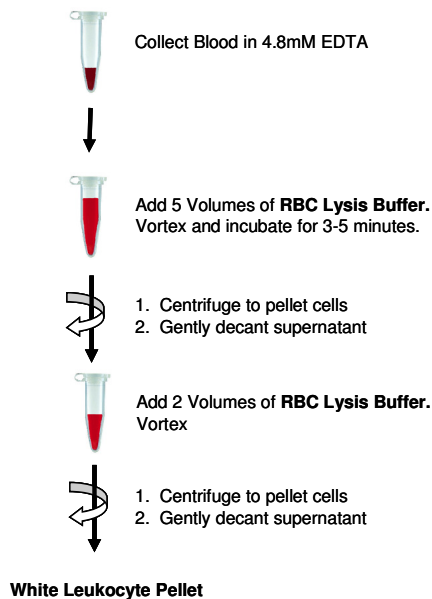 Collect Blood in 4.8mM EDTA
Add 5 Volumes of RBC Lysis Buffer.
Vortex and incubate for 3-5 minutes.
1. Centrifuge to pellet cells
2. Gently decant supernatant
Add 2 Volumes of RBC Lysis Buffer.
Vortex
1. Centrifuge to pellet cells
2. Gently decant supernatant
White Leukocyte Pellet